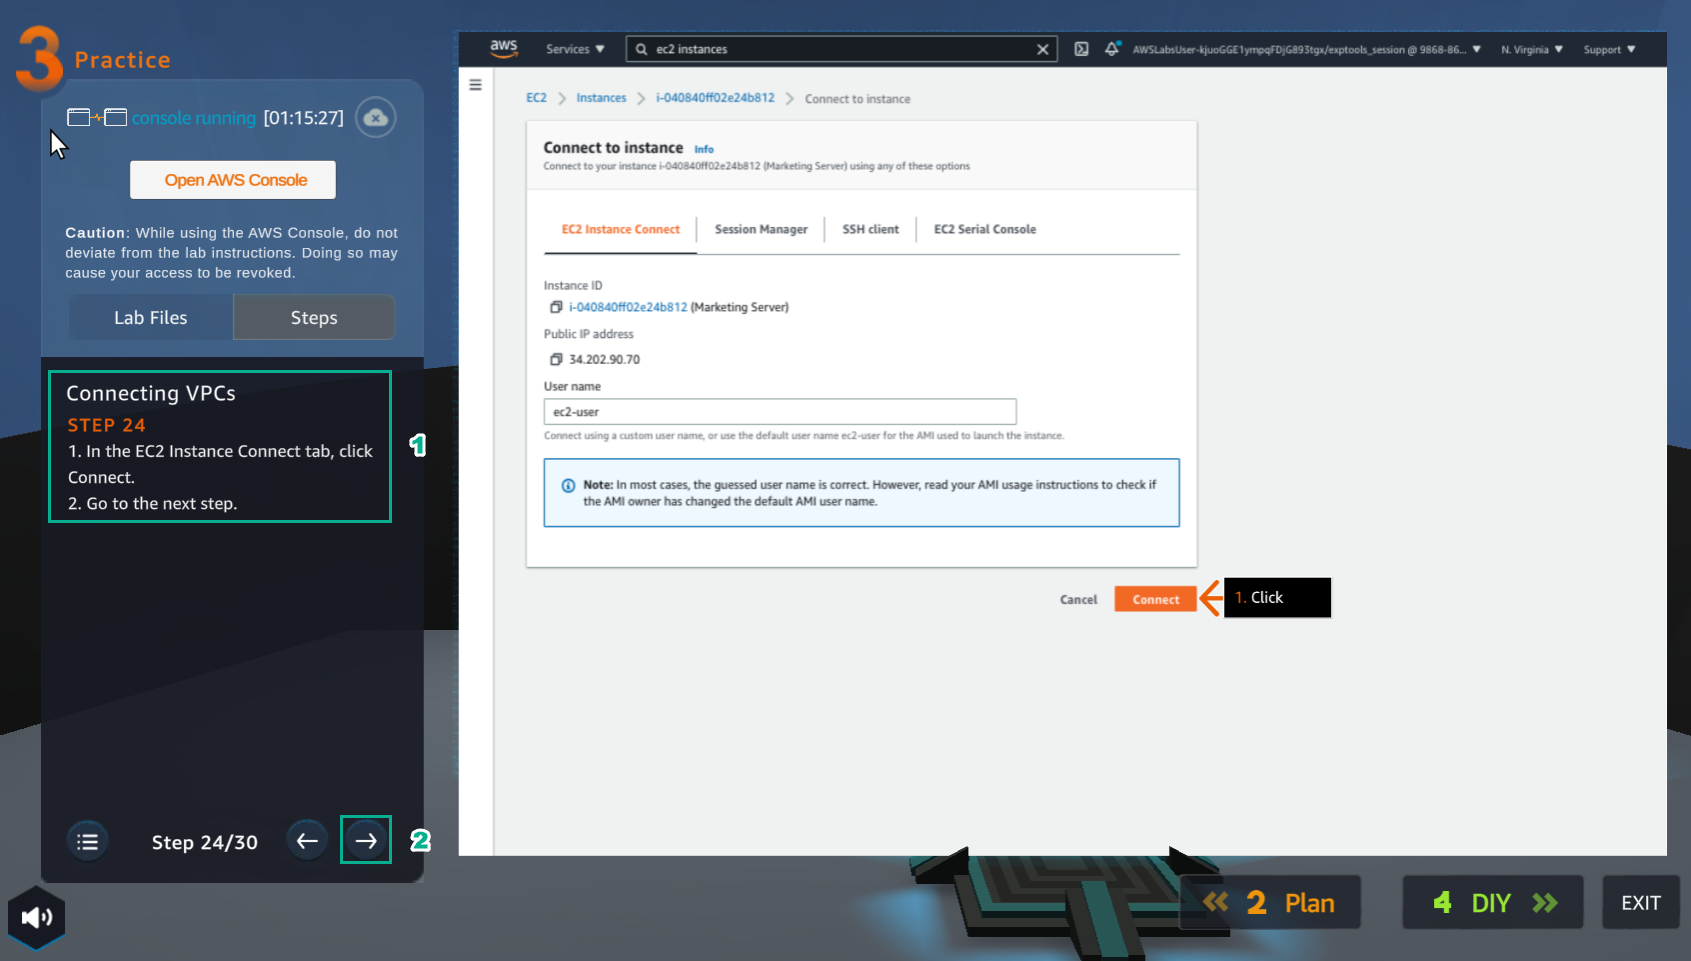 3 Practice
console running [01:15:27]
Open AWS Console
Caution: While using the AWS Console, do not
deviate from the lab instructions. Doing so may
cause your access to be revoked.
Lab Files
Steps
Connecting VPCs
STEP 24
1. In the EC2 Instance Connect tab, click
Connect.
2. Go to the next step.
1
Step 24/30
2
aws
Services
ec2 instances
AWSLabsUser-kjuoGGE1ympqFDjG893tgx/exptools_session @ 9868-86...
N. Virginia
Support
EC2 > Instances > i-040840ff02e24b812 > Connect to instance
Connect to instance Info
Connect to your instance i-040840ff02e24b812 (Marketing Server) using any of these options
EC2 Instance Connect
Session Manager
SSH client
EC2 Serial Console
Instance ID
i-040840ff02e24b812 (Marketing Server)
Public IP address
34.202.90.70
User name
ec2-user
Connect using a custom user name, or use the default user name ec2-user for the AMI used to launch the instance.
Note: In most cases, the guessed user name is correct. However, read your AMI usage instructions to check if
the AMI owner has changed the default AMI user name.
Cancel
Connect
1. Click
2 Plan
4 DIY
EXIT